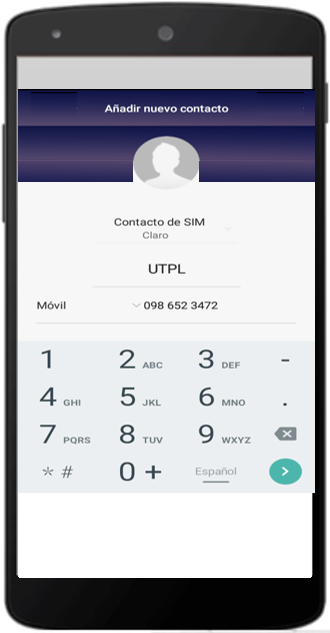 Añadir nuevo contacto
Contacto de SIM
Claro
UTPL
Móvil 098 652 3472
1 2 ABC 3 DEF -
4 GHI 5 JKL 6 MNO .
7 PQRS 8 TUV 9 WXYZ
* # 0 + Español